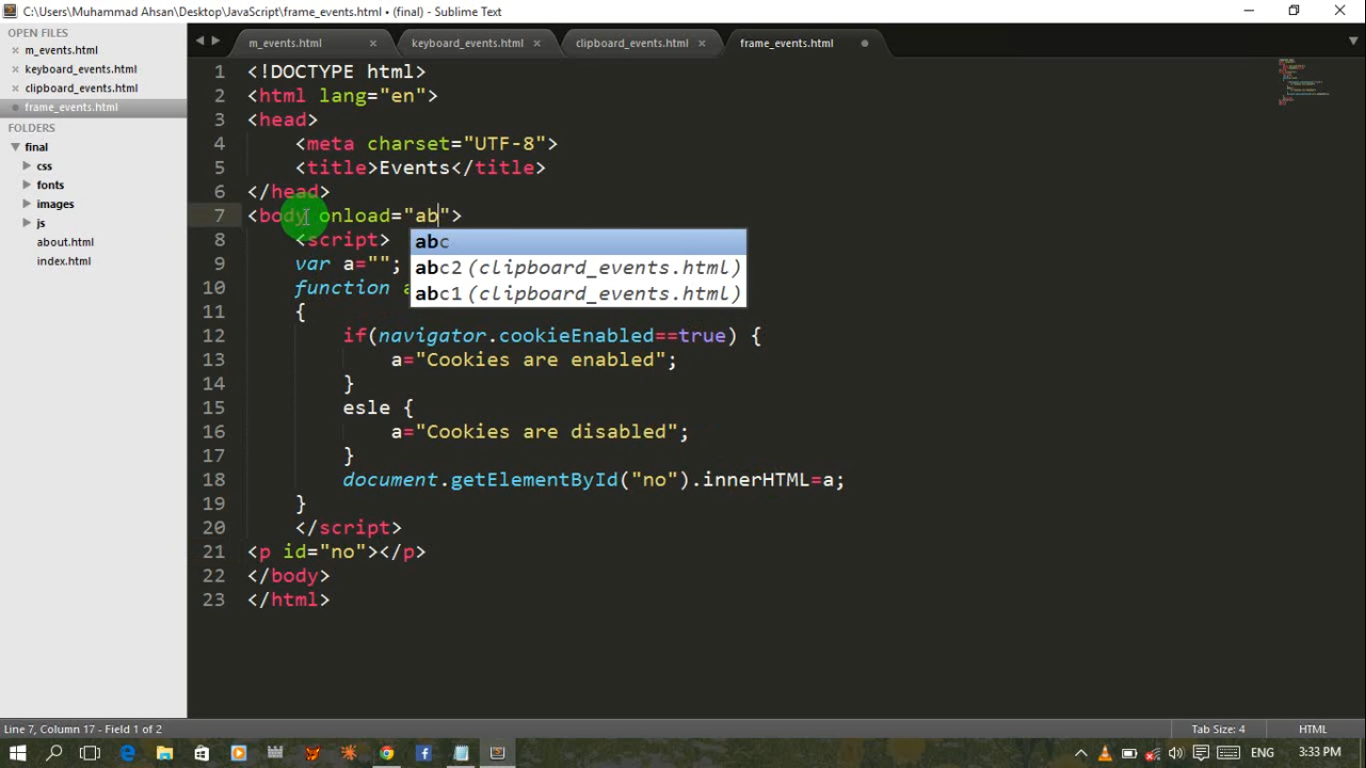 C:\Users\Muhammad Ahsan\Desktop\JavaScript\frame_events.html • (final) - Sublime Text
OPEN FILES
m_events.html
keyboard_events.html
clipboard_events.html
frame_events.html
FOLDERS
final
css
fonts
images
js
about.html
index.html
m_events.html keyboard_events.html clipboard_events.html frame_events.html
1 <!DOCTYPE html>
2 <html lang="en">
3 <head>
4 <meta charset="UTF-8">
5 <title>Events</title>
6 </head>
7 <body onload="ab">
8 <script>
abc
9 var a="";
abc2 (clipboard_events.html)
10 function
abc1 (clipboard_events.html)
11 {
12 if(navigator.cookieEnabled==true) {
13 a="Cookies are enabled";
14 }
15 esle {
16 a="Cookies are disabled";
17 }
18 document.getElementById("no").innerHTML=a;
19 }
20 </script>
21 <p id="no"></p>
22 </body>
23 </html>
Line 7, Column 17 - Field 1 of 2 Tab Size: 4 HTML
ENG 3:33 PM